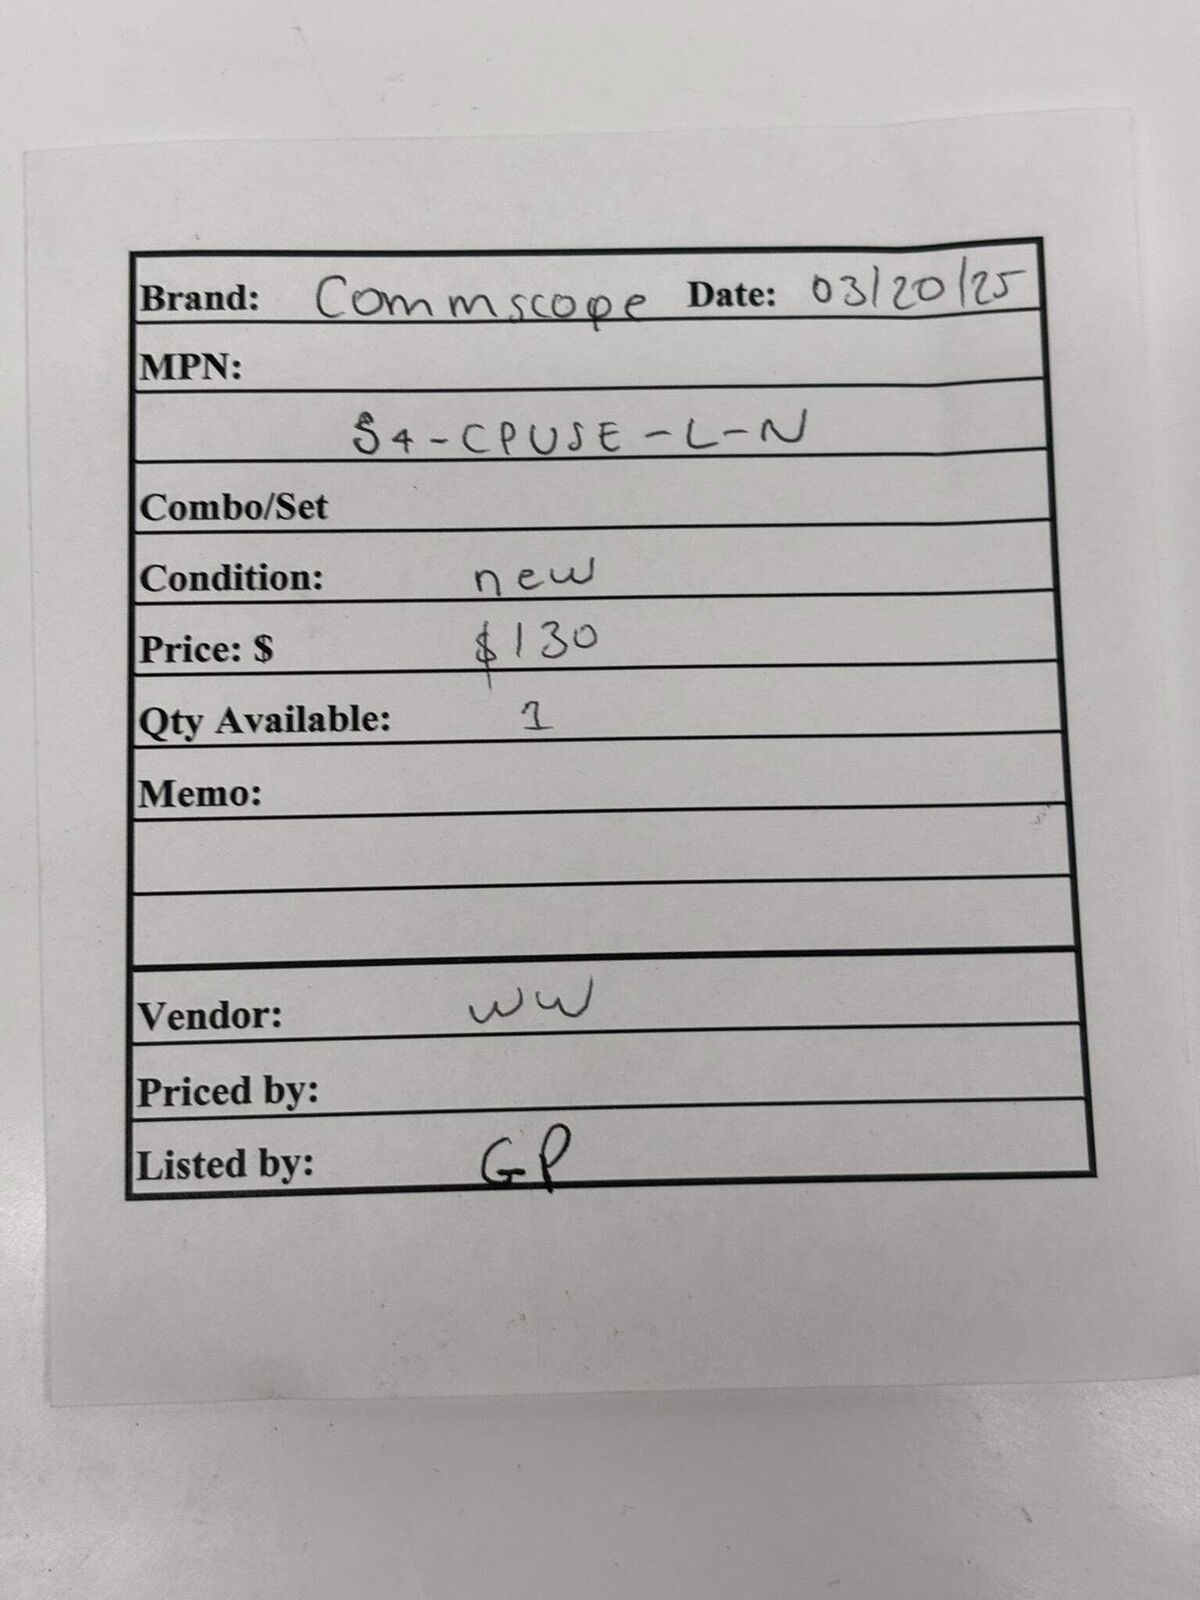 Brand: Commscope Date: 03/20/25
MPN:
S4-CPUSE-L-N
Combo/Set
Condition: new
Price: $ $130
Qty Available: 1
Memo:
Vendor: WW
Priced by:
Listed by: GP